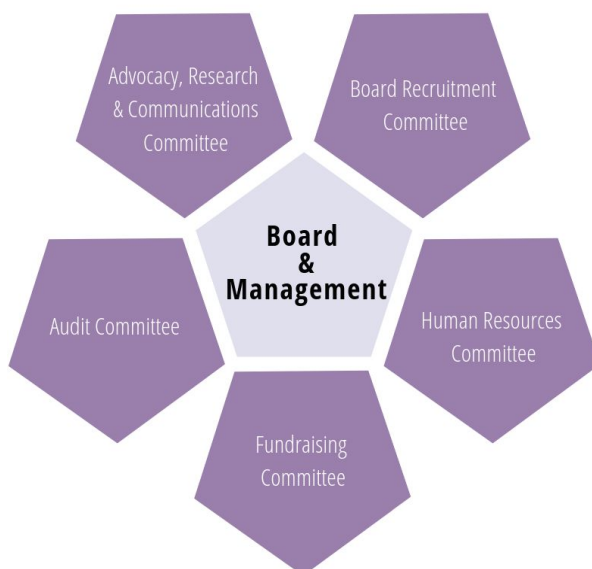 Advocacy, Research
& Communications
Committee
Board Recruitment
Committee
Board
&
Management
Audit Committee
Human Resources
Committee
Fundraising
Committee